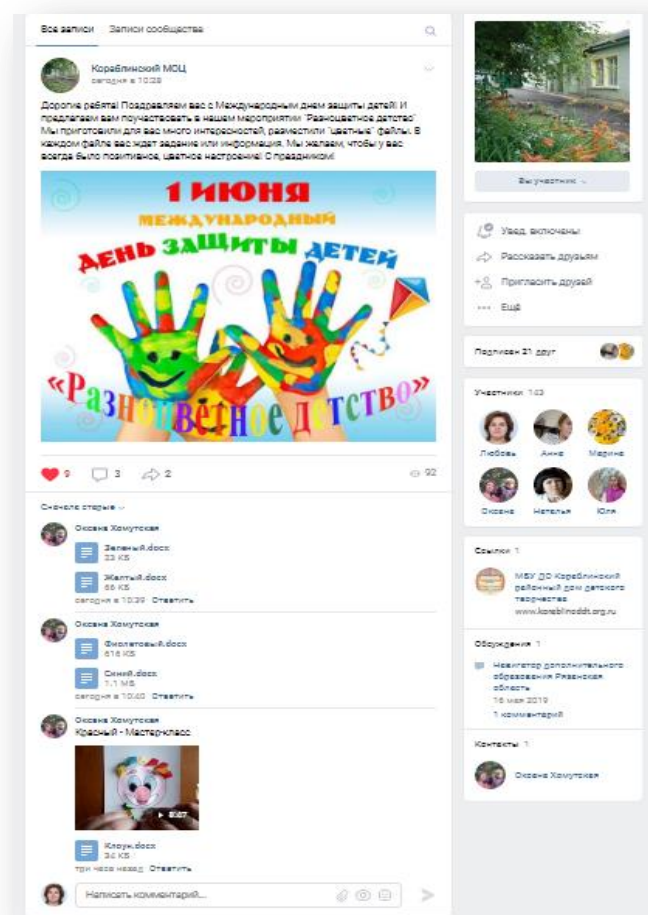 Все записи Записи сообщества
Кораблинский МОЦ
сегодня в 10:28
Дорогие ребята! Поздравляем вас с Международным днем защиты детей! И
предлагаем вам поучаствовать в нашем мероприятии "Разноцветное детство"
Мы приготовили для вас много интересностей, разместили "цветные" файлы. В
каждом файле вас ждет задание или информация. Мы желаем, чтобы у вас
всегда было позитивное, цветное настроение! С праздником!
1 ИЮНЯ
МЕЖДУНАРОДНЫЙ
ДЕНЬ ЗАЩИТЫ ДЕТЕЙ
«Разноцветное детство»
9 3 2 92
Сначала старые
Оксана Хомутская
Зеленый.docx
23 КБ
Желтый.docx
66 КБ
сегодня в 10:39 Ответить
Оксана Хомутская
Фиолетовый.docx
616 КБ
Синий.docx
1.1 МБ
сегодня в 10:40 Ответить
Оксана Хомутская
Красный - Мастер-класс
Клоун.docx
34 КБ
три часа назад Ответить
Написать комментарий...
Вы участник
Увед. включены
Рассказать друзьям
Пригласить друзей
Ещё
Подписан 21 друг
Участники 143
Любовь Анна Марина
Оксана Наталья Юля
Ссылки 1
МБУ ДО Кораблинский
районный дом детского
творчества
www.korablinoddt.org.ru
Обсуждения 1
Навигатор дополнительного
образования Рязанская
область
16 мая 2019
1 комментарий
Контакты 1
Оксана Хомутская